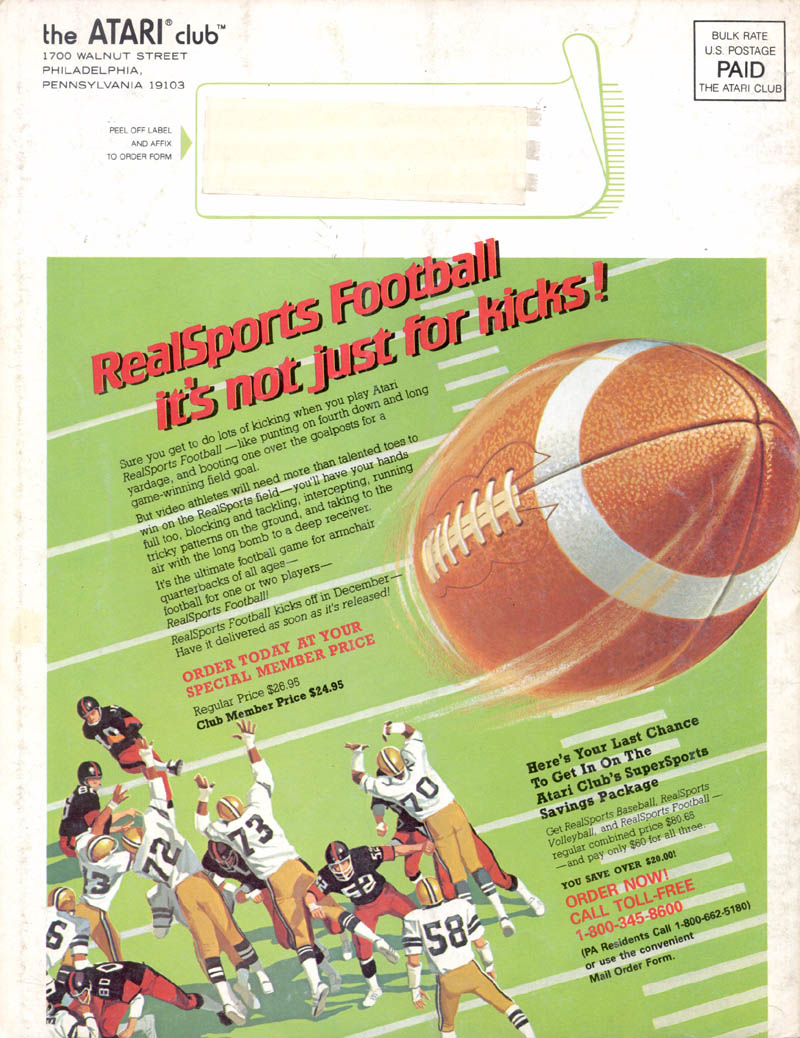 the ATARI® club™
1700 WALNUT STREET
PHILADELPHIA,
PENNSYLVANIA 19103
BULK RATE
U.S. POSTAGE
PAID
THE ATARI CLUB
PEEL OFF LABEL
AND AFFIX
TO ORDER FORM
RealSports Football
it's not just for kicks!
Sure you get to do lots of kicking when you play Atari
RealSports Football—like punting on fourth down and long
yardage, and booting one over the goalposts for a
game-winning field goal.
But video athletes will need more than talented toes to
win on the RealSports field—you'll have your hands
full too, blocking and tackling, intercepting, running
tricky patterns on the ground, and taking to the
air with the long bomb to a deep receiver.
It's the ultimate football game for armchair
quarterbacks of all ages—
football for one or two players—
RealSports Football!
RealSports Football kicks off in December—
Have it delivered as soon as it's released!
ORDER TODAY AT YOUR
SPECIAL MEMBER PRICE
Regular Price $26.95
Club Member Price $24.95
Here's Your Last Chance
To Get In On The
Atari Club's SuperSports
Savings Package
Get RealSports Baseball, RealSports
Volleyball, and RealSports Football—
regular combined price $80.68
—and pay only $60 for all three.
YOU SAVE OVER $20.00!
ORDER NOW!
CALL TOLL-FREE
1-800-345-8600
(PA Residents Call 1-800-662-5180)
or use the convenient
Mail Order Form.
70
73
72
52
58
80